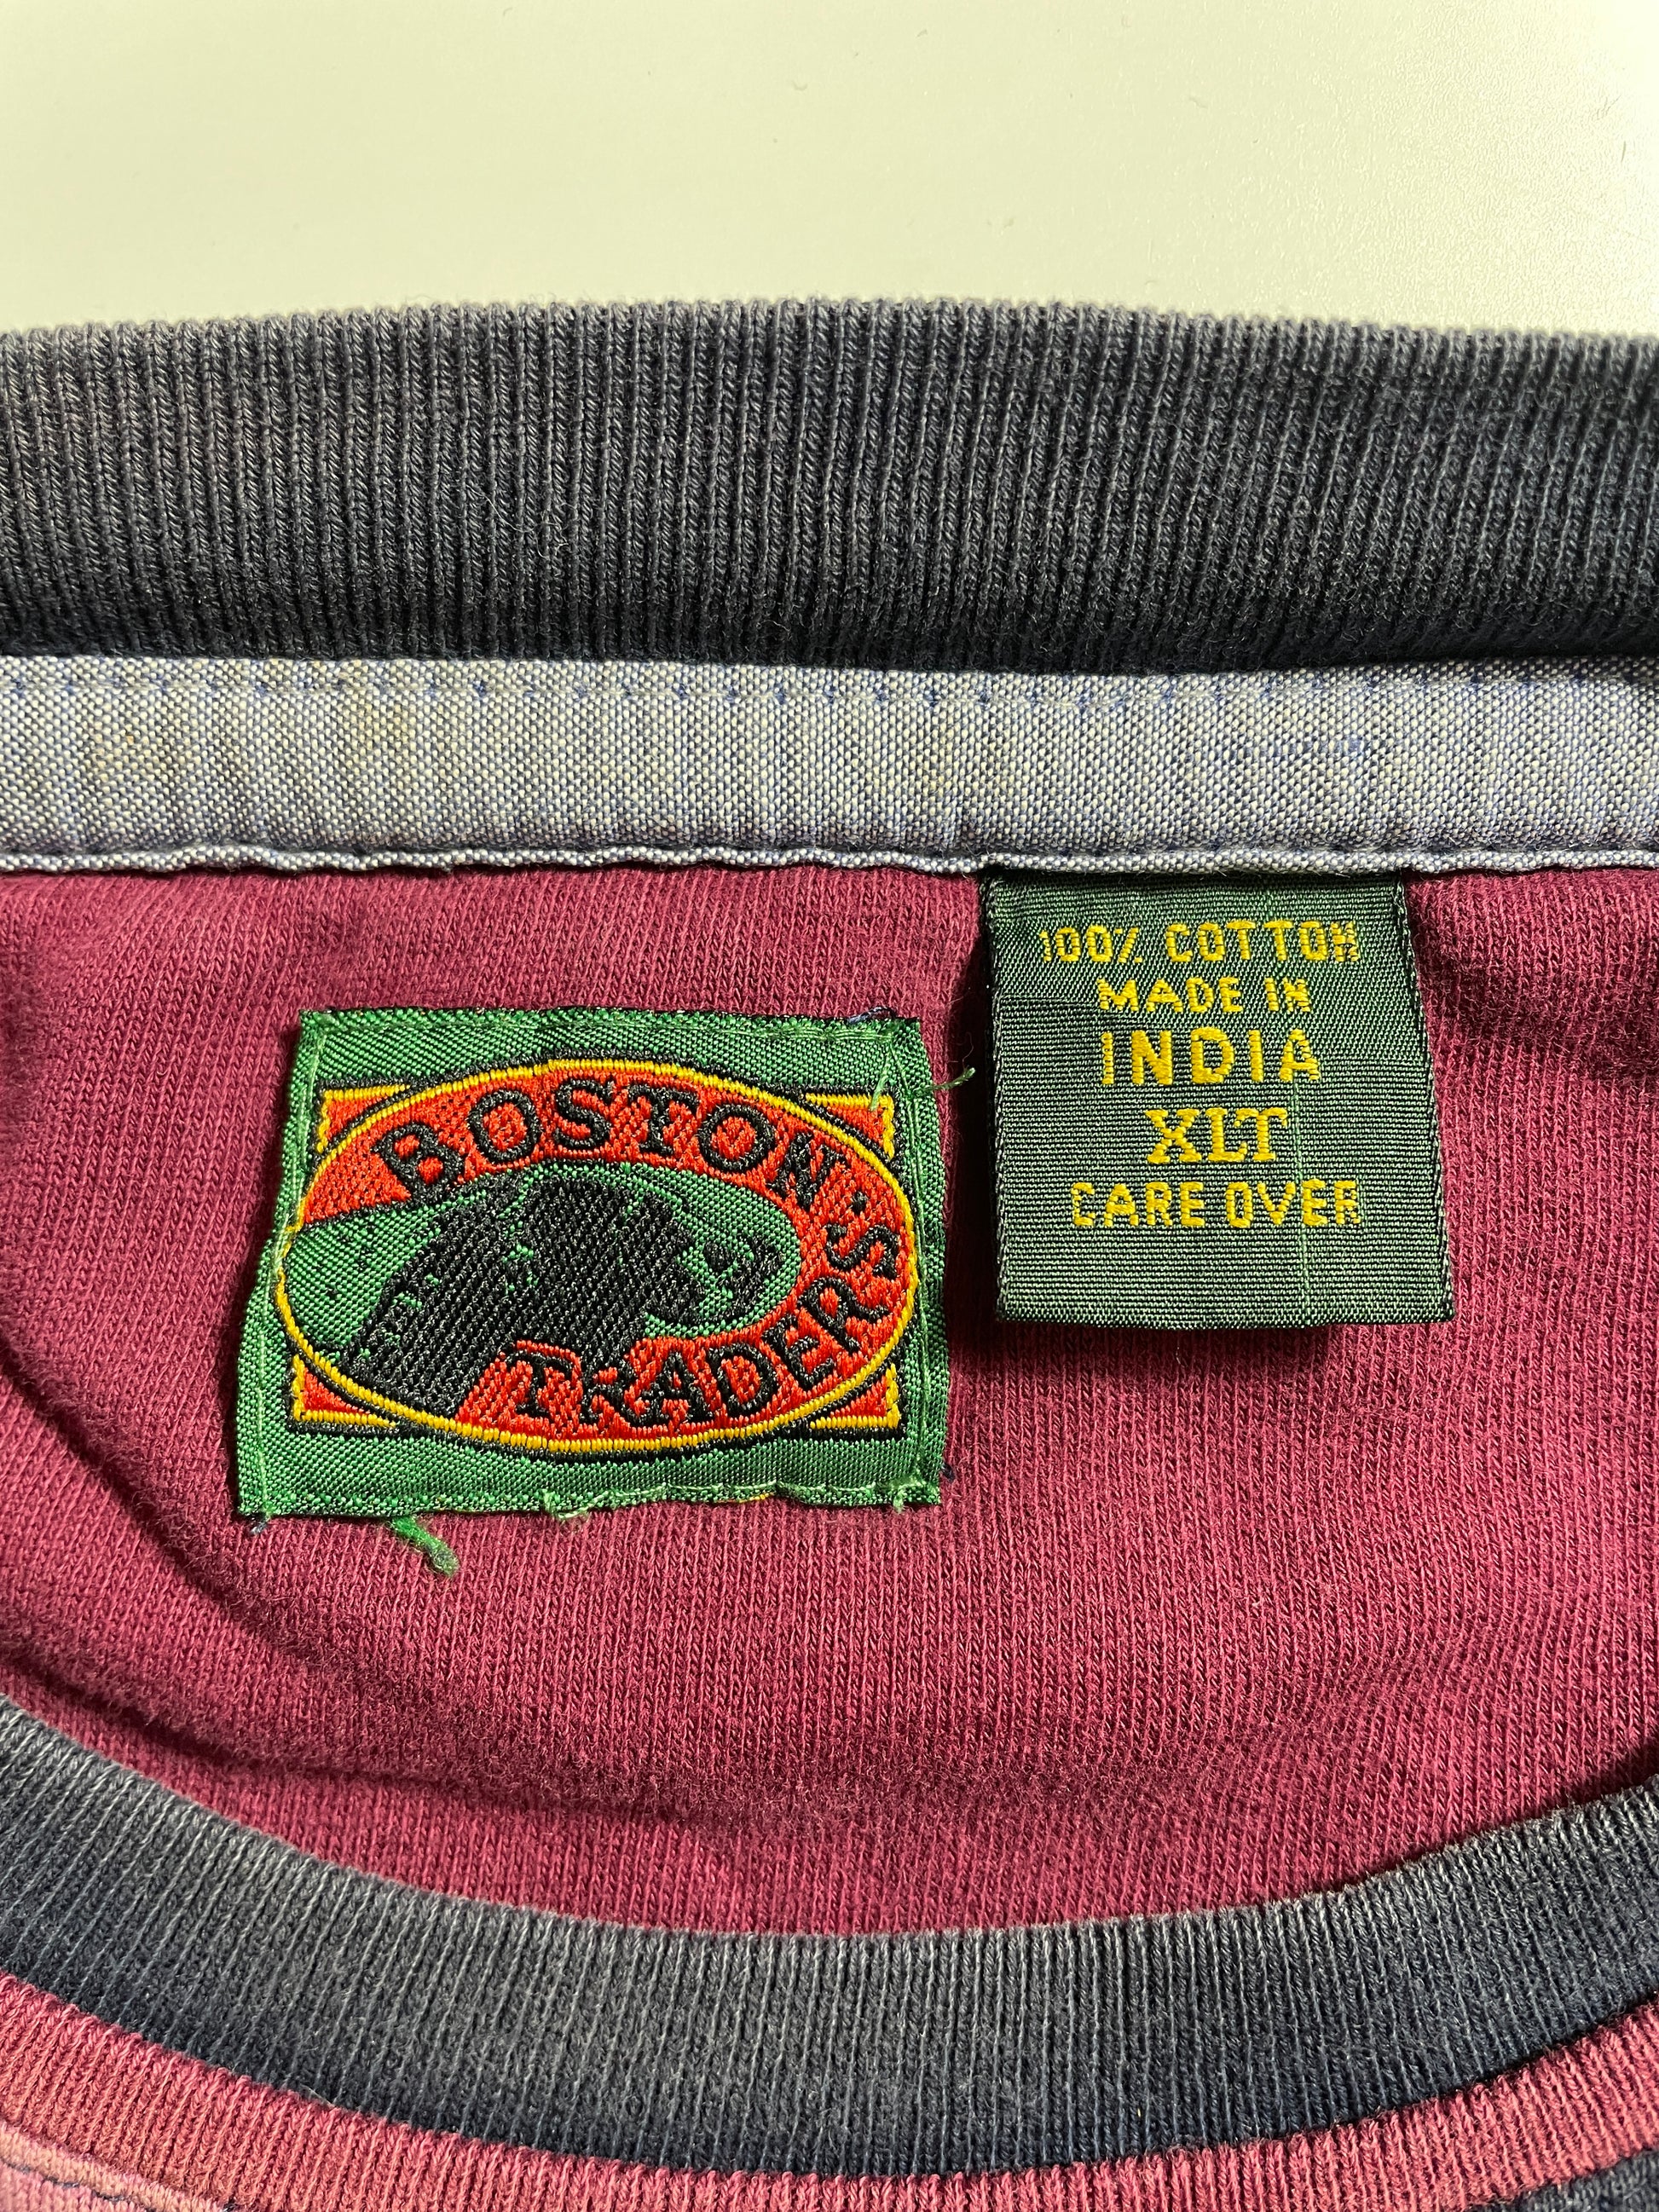 BOSTON'S
TRADERS
100% COTTON
MADE IN
INDIA
XLT
CARE OVER